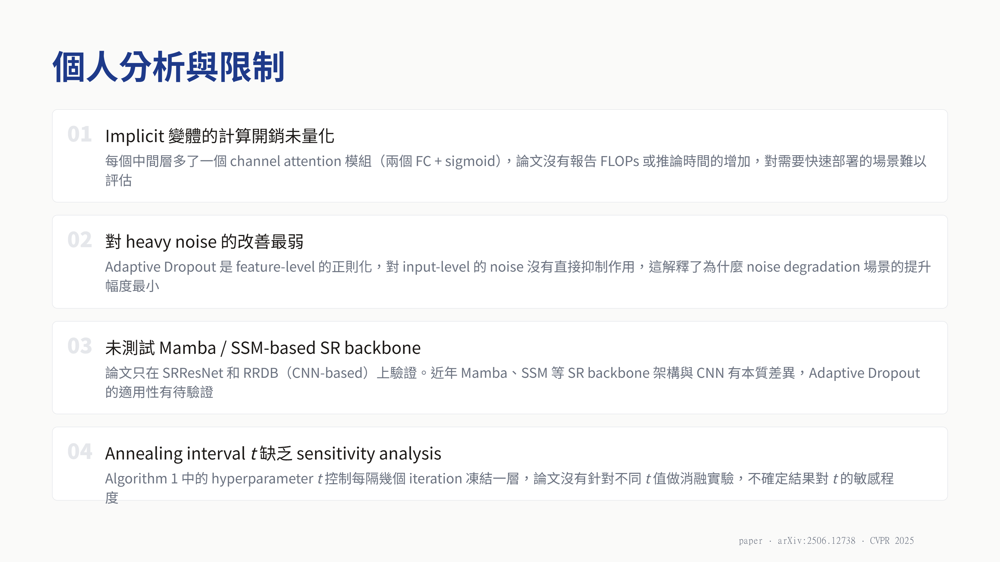 個人分析與限制
01
Implicit 變體的計算開銷未量化
每個中間層多了一個 channel attention 模組（兩個 FC + sigmoid），論文沒有報告 FLOPs 或推論時間的增加，對需要快速部署的場景難以
評估
02
對 heavy noise 的改善最弱
Adaptive Dropout 是 feature-level 的正則化，對 input-level 的 noise 沒有直接抑制作用，這解釋了為什麼 noise degradation 場景的提升
幅度最小
03
未測試 Mamba / SSM-based SR backbone
論文只在 SRResNet 和 RRDB（CNN-based）上驗證。近年 Mamba、SSM 等 SR backbone 架構與 CNN 有本質差異，Adaptive Dropout
的適用性有待驗證
04
Annealing interval t 缺乏 sensitivity analysis
Algorithm 1 中的 hyperparameter t 控制每隔幾個 iteration 凍結一層，論文沒有針對不同 t 值做消融實驗，不確定結果對 t 的敏感程
度
paper · arXiv:2506.12738 · CVPR 2025